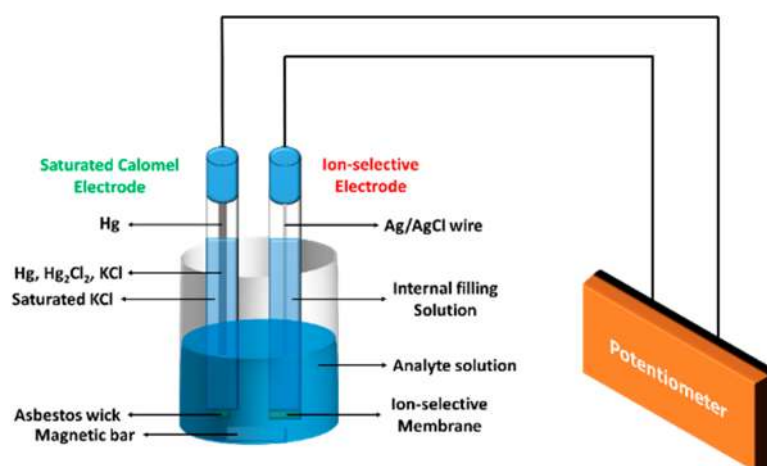 Saturated Calomel
Electrode
Ion-selective
Electrode
Hg
Ag/AgCl wire
Hg, Hg₂Cl₂, KCl
Saturated KCl
Internal filling
Solution
Analyte solution
Asbestos wick
Magnetic bar
Ion-selective
Membrane
Potentiometer